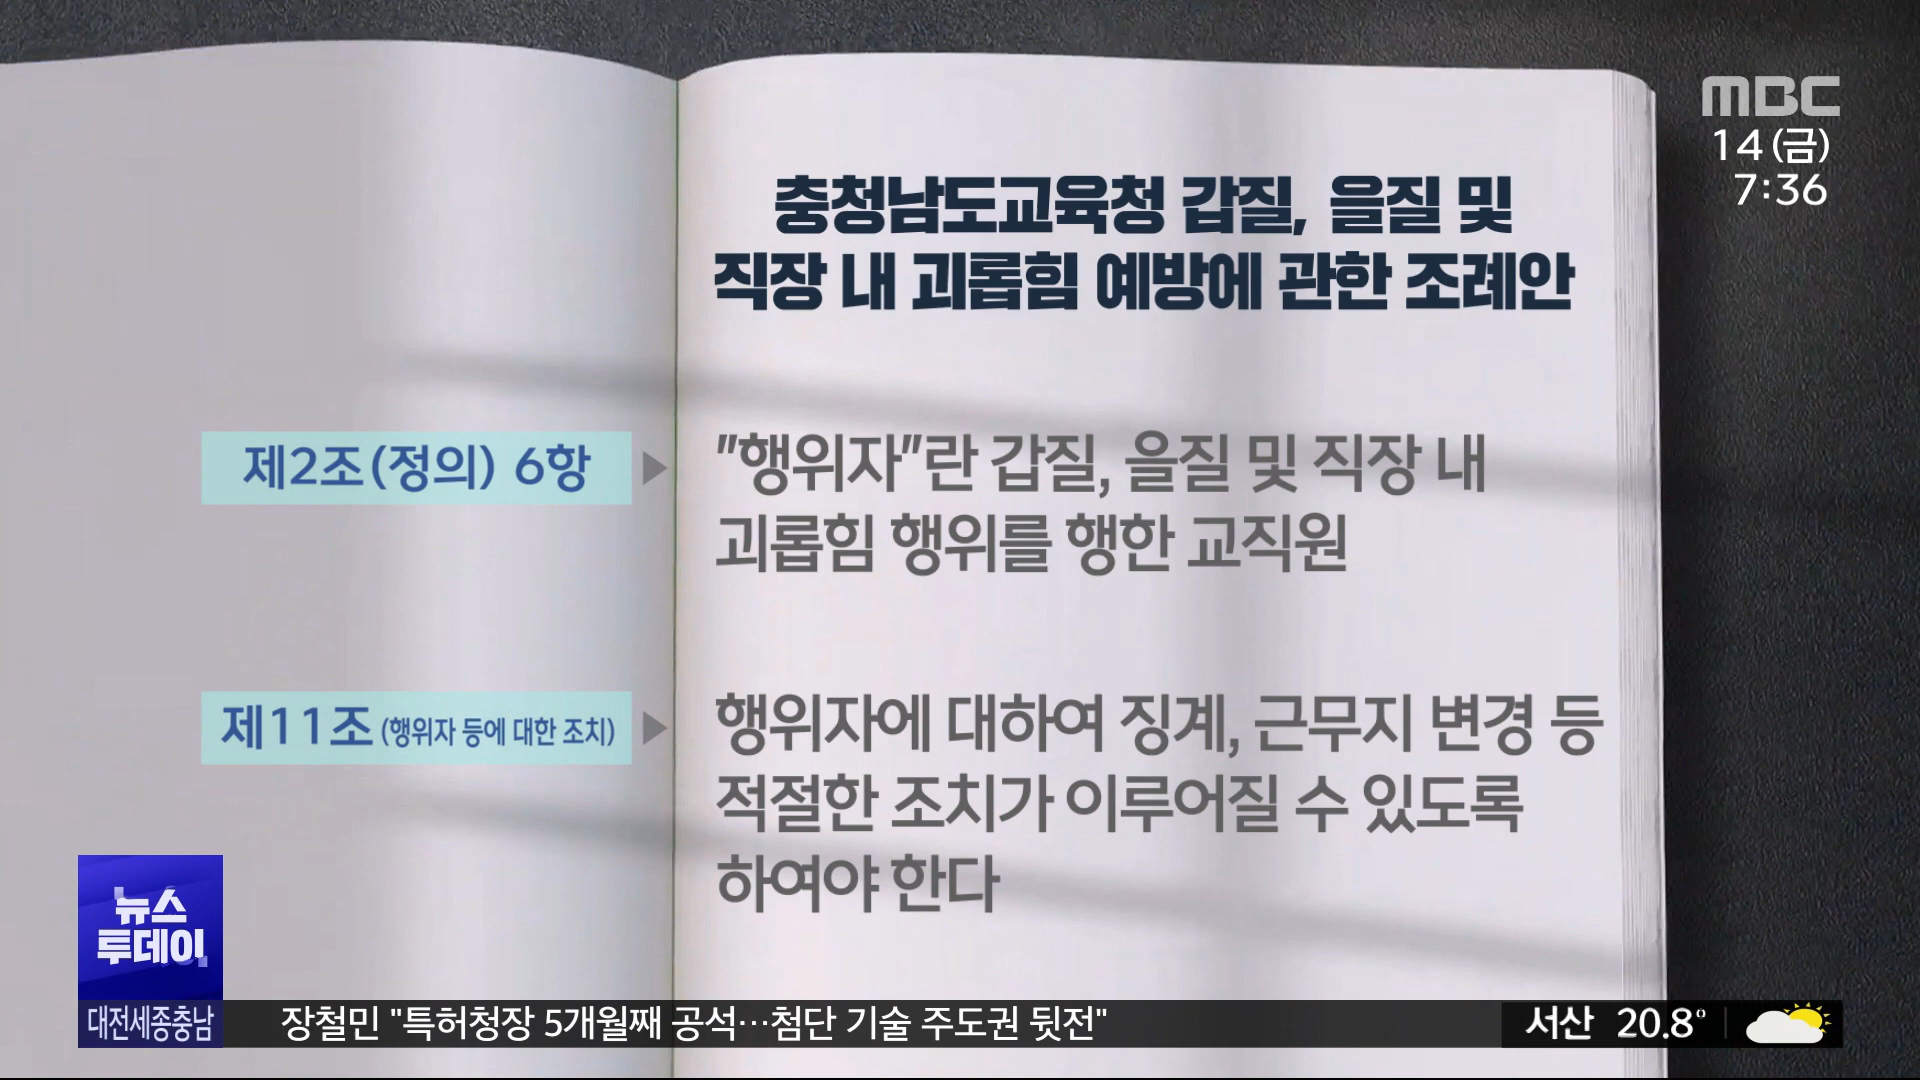 MBC
14(금)
7:36
충청남도교육청 갑질, 을질 및
직장 내 괴롭힘 예방에 관한 조례안
제2조(정의) 6항
"행위자"란 갑질, 을질 및 직장 내
괴롭힘 행위를 행한 교직원
제11조 (행위자 등에 대한 조치)
행위자에 대하여 징계, 근무지 변경 등
적절한 조치가 이루어질 수 있도록
하여야 한다
뉴스
투데이
대전세종충남
장철민 "특허청장 5개월째 공석…첨단 기술 주도권 뒷전"
서산 20.8°